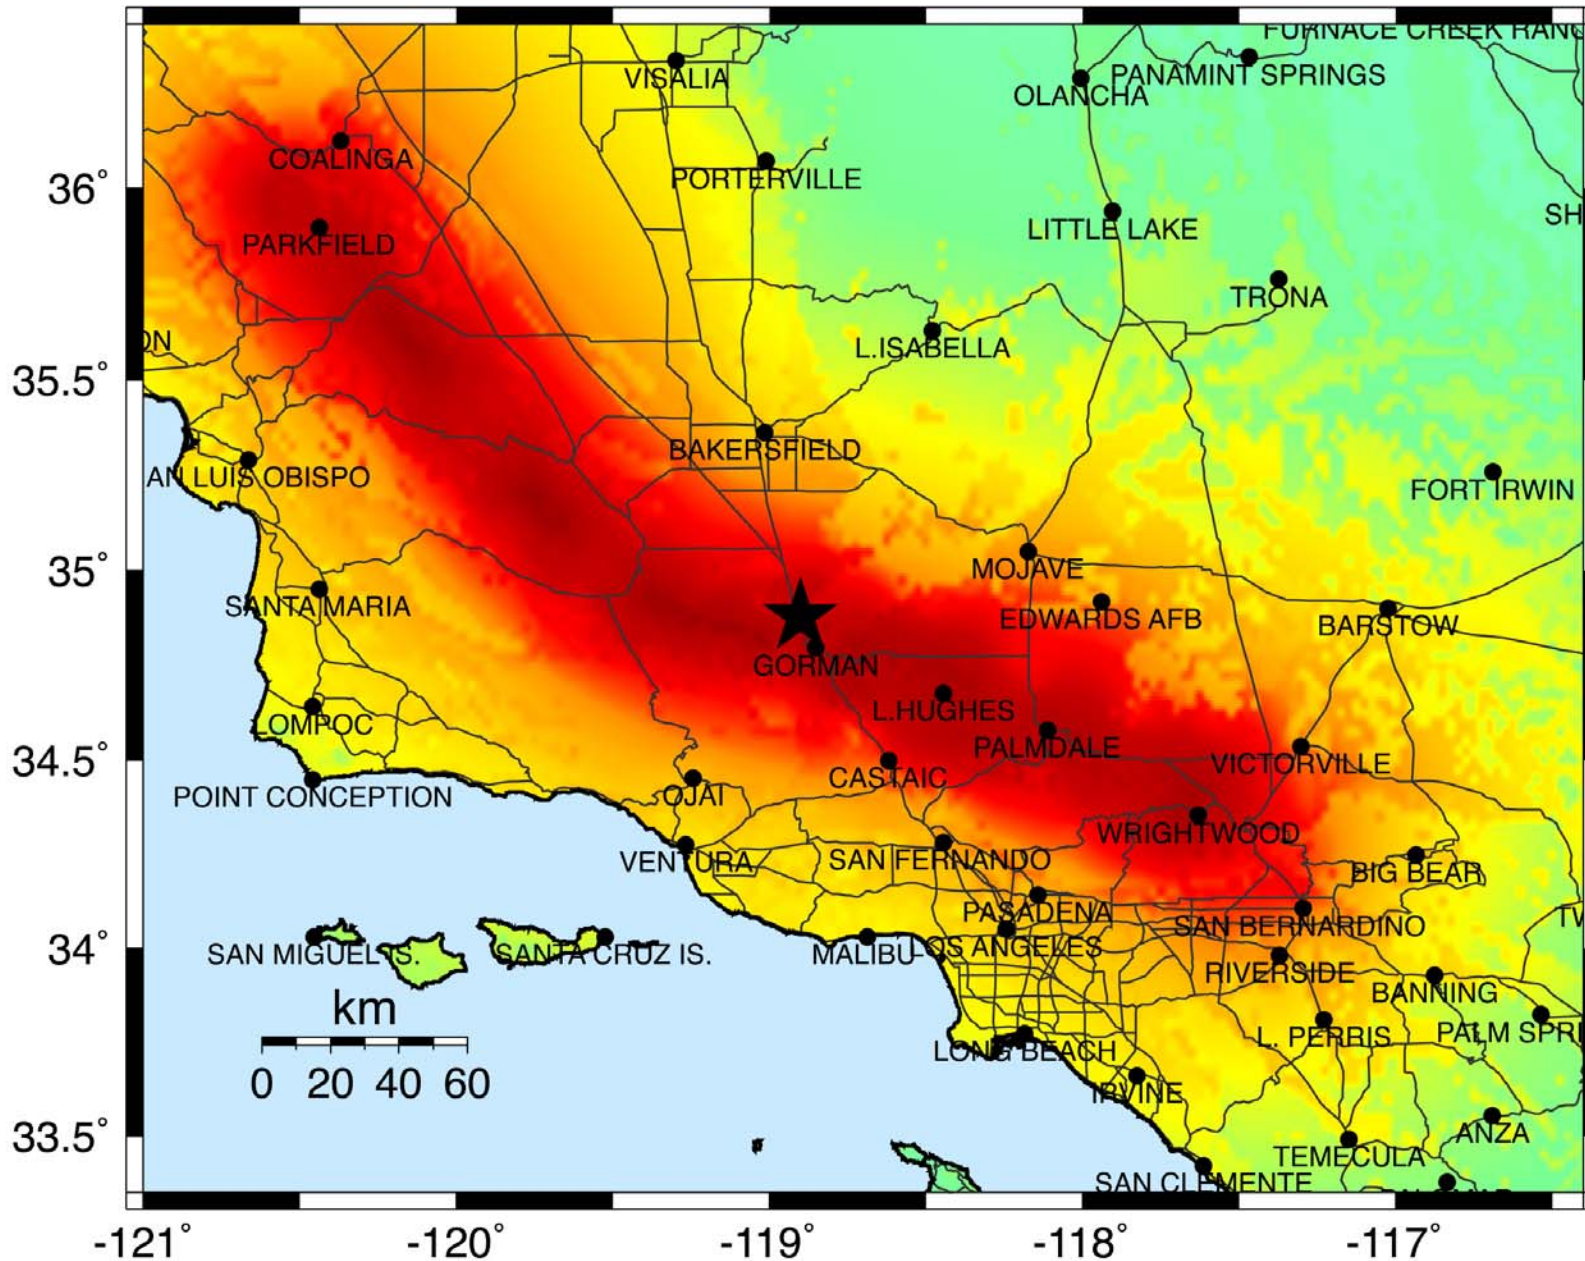 FURNACE CREEK RANC
VISALIA
PANAMINT SPRINGS
OLANCHA
COALINGA
PORTERVILLE
36°
SH
LITTLE LAKE
PARKFIELD
TRONA
ON
L.ISABELLA
35.5°
BAKERSFIELD
AN LUIS OBISPO
FORT IRWIN
35°
MOJAVE
SANTA MARIA
EDWARDS AFB
BARSTOW
GORMAN
L.HUGHES
LOMPOC
PALMDALE
34.5°
VICTORVILLE
CASTAIC
POINT CONCEPTION
OJAI
WRIGHTWOOD
VENTURA
SAN FERNANDO
BIG BEAR
PASADENA
TW
SAN BERNARDINO
34°
SAN MIGUEL IS.
SANTA CRUZ IS.
MALIBU
LOS ANGELES
RIVERSIDE
BANNING
km
PALM SPRI
L. PERRIS
LONG BEACH
0 20 40 60
IRVINE
33.5°
ANZA
TEMECULA
SAN CLEMENTE
-121° -120° -119° -118° -117°